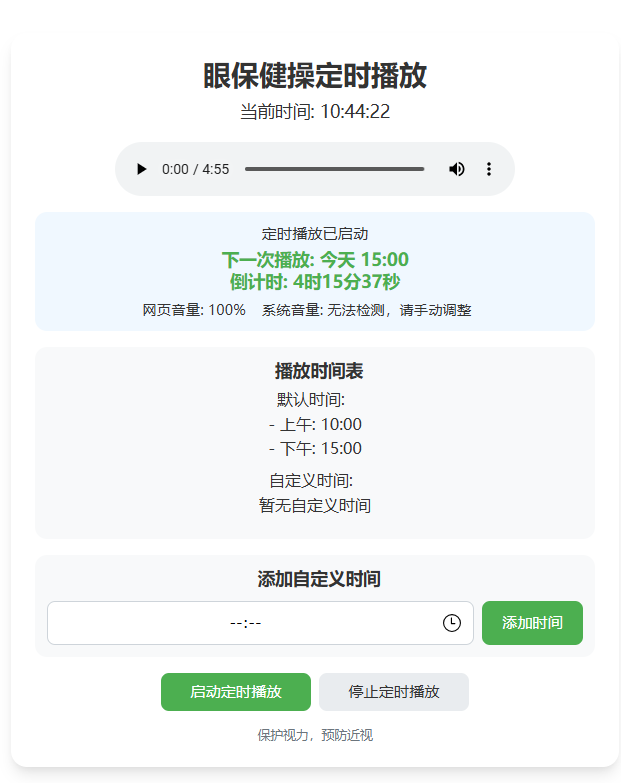 眼保健操定时播放
当前时间: 10:44:22
0:00 / 4:55
定时播放已启动
下一次播放: 今天 15:00
倒计时: 4时15分37秒
网页音量: 100% 系统音量: 无法检测，请手动调整
播放时间表
默认时间:
- 上午: 10:00
- 下午: 15:00
自定义时间:
暂无自定义时间
添加自定义时间
--:--
添加时间
启动定时播放 停止定时播放
保护视力，预防近视